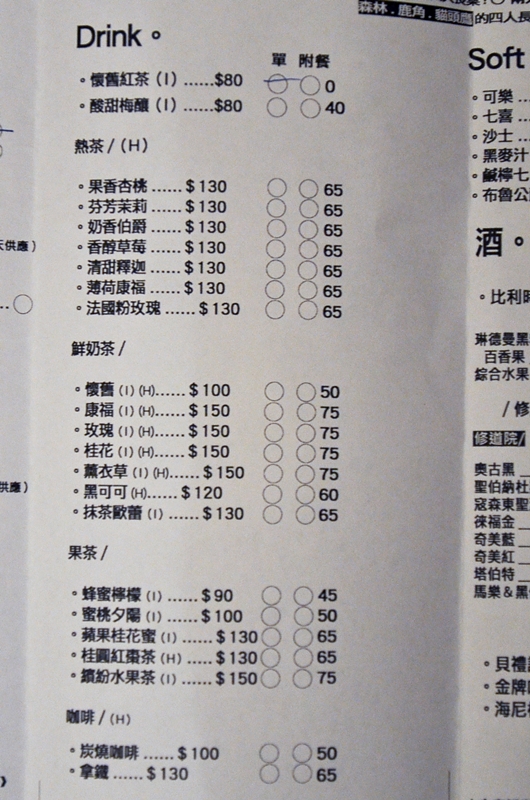 Drink。
單 附餐
。懷舊紅茶（I）......$80 0
。酸甜梅釀（I）......$80 40
熱茶 /（H）
。果香杏桃......$130 65
。芬芳茉莉......$130 65
。奶香伯爵......$130 65
。香醇草莓......$130 65
。清甜釋迦......$130 65
。薄荷康福......$130 65
。法國粉玫瑰......$130 65
鮮奶茶 /
。懷舊 (I) (H)......$100 50
。康福 (I) (H)......$150 75
。玫瑰 (I) (H)......$150 75
。桂花 (I) (H)......$150 75
。薰衣草 (I) (H)......$150 75
。黑可可 (H)......$120 60
。抹茶歐蕾 (I) ......$130 65
果茶 /
。蜂蜜檸檬 (I) ......$90 45
。蜜桃夕陽 (I) ......$100 50
。蘋果桂花蜜 (I) .....$130 65
。桂圓紅棗茶 (H) .....$130 65
。繽紛水果茶 (I) .....$150 75
咖啡 / (H)
。炭燒咖啡......$100 50
。拿鐵......$130 65
供應）
供應）
森林．鹿角．貓頭鷹
的四人長
Soft
。可樂...
。七喜...
。沙士...
。黑麥汁
。鹹檸七
。布魯公
酒。
。比利時
琳德曼黑
百香果
綜合水果
/ 修
修道院/
奧古黑
聖伯納杜
寇森東聖
徠福金
奇美藍
奇美紅
塔伯特
馬樂＆黑
。貝禮
。金牌
。海尼